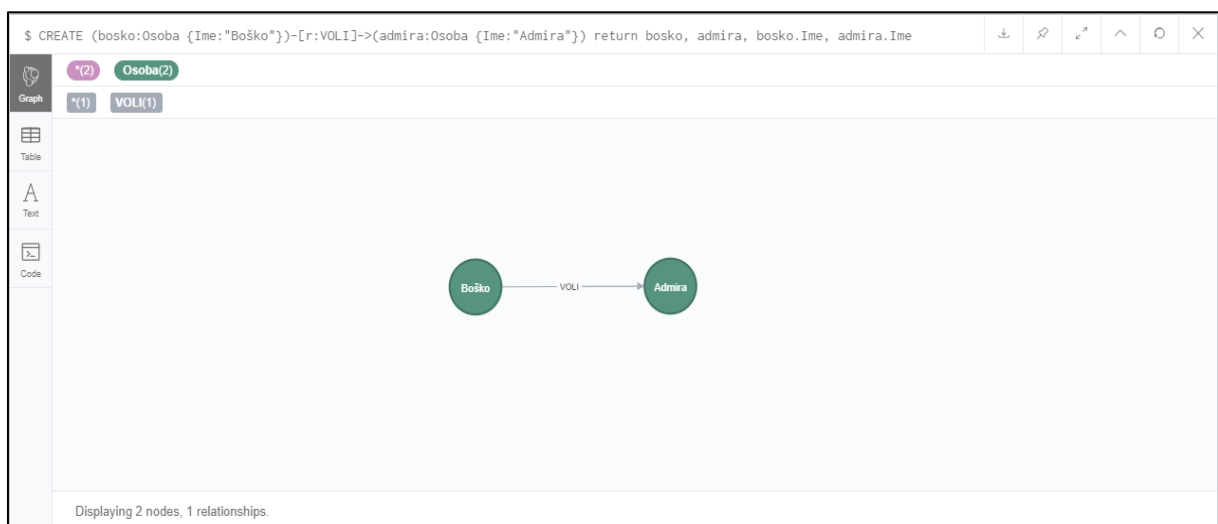 $ CREATE (bosko:Osoba {Ime:"Boško"})-[r:VOLI]->(admira:Osoba {Ime:"Admira"}) return bosko, admira, bosko.Ime, admira.Ime
*(2) Osoba(2)
Graph
*(1) VOLI(1)
Table
A
Text
Code
Boško VOLI Admira
Displaying 2 nodes, 1 relationships.